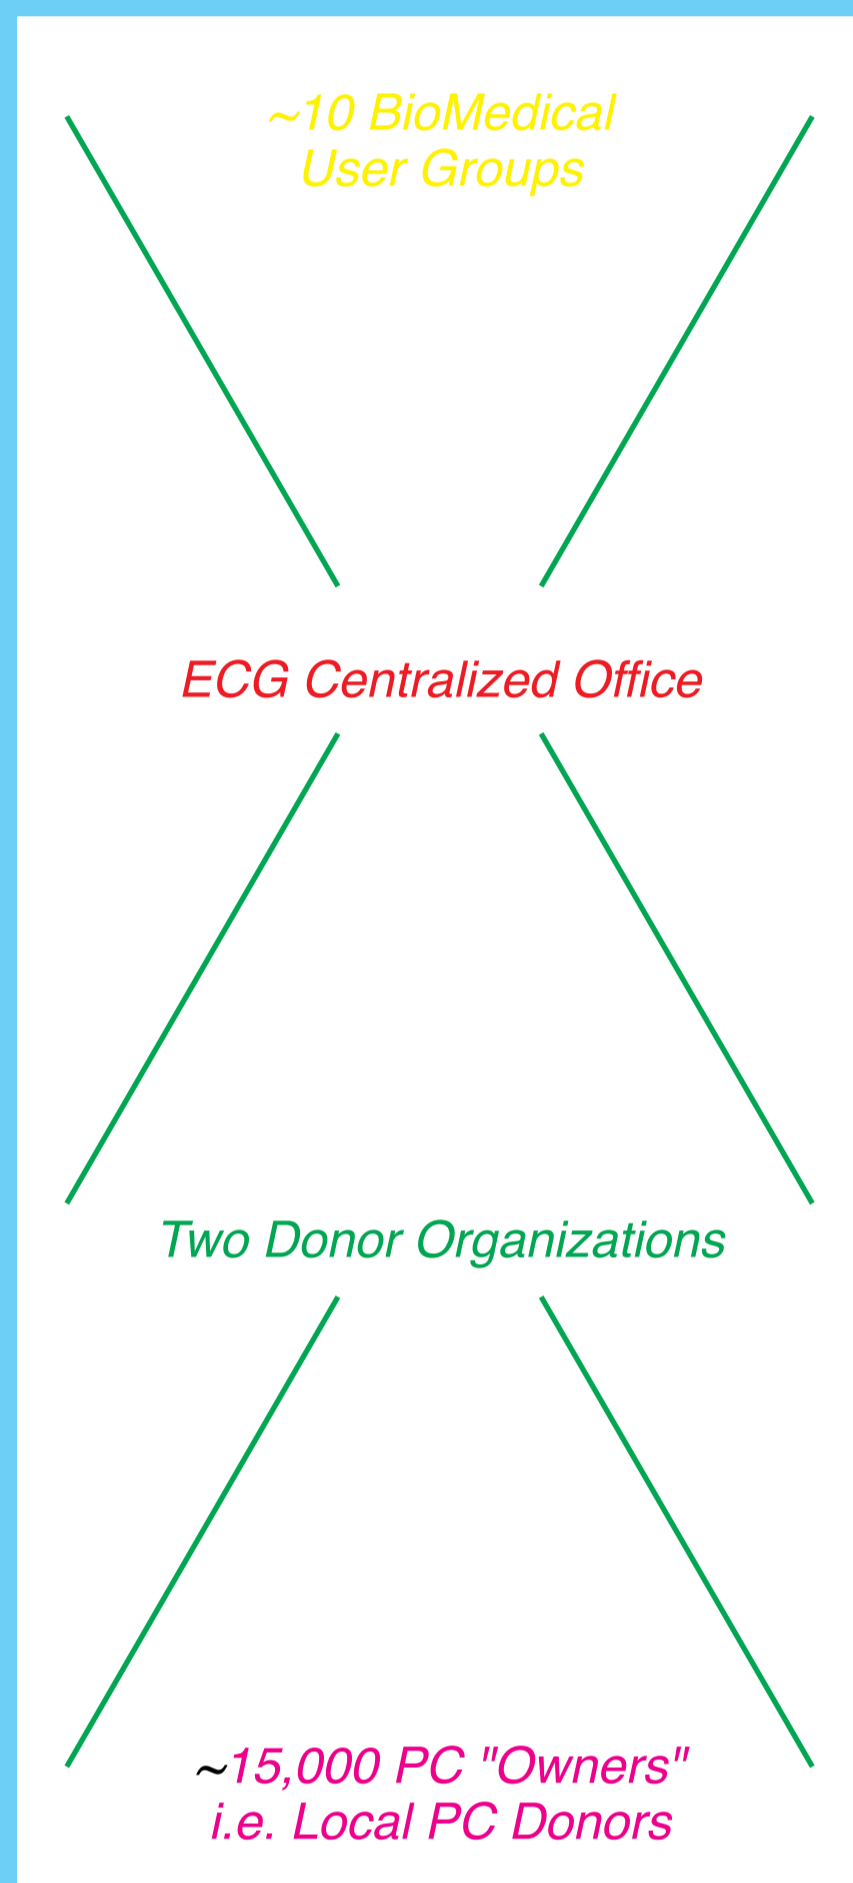 ~10 BioMedical
User Groups
ECG Centralized Office
Two Donor Organizations
~15,000 PC "Owners"
i.e. Local PC Donors